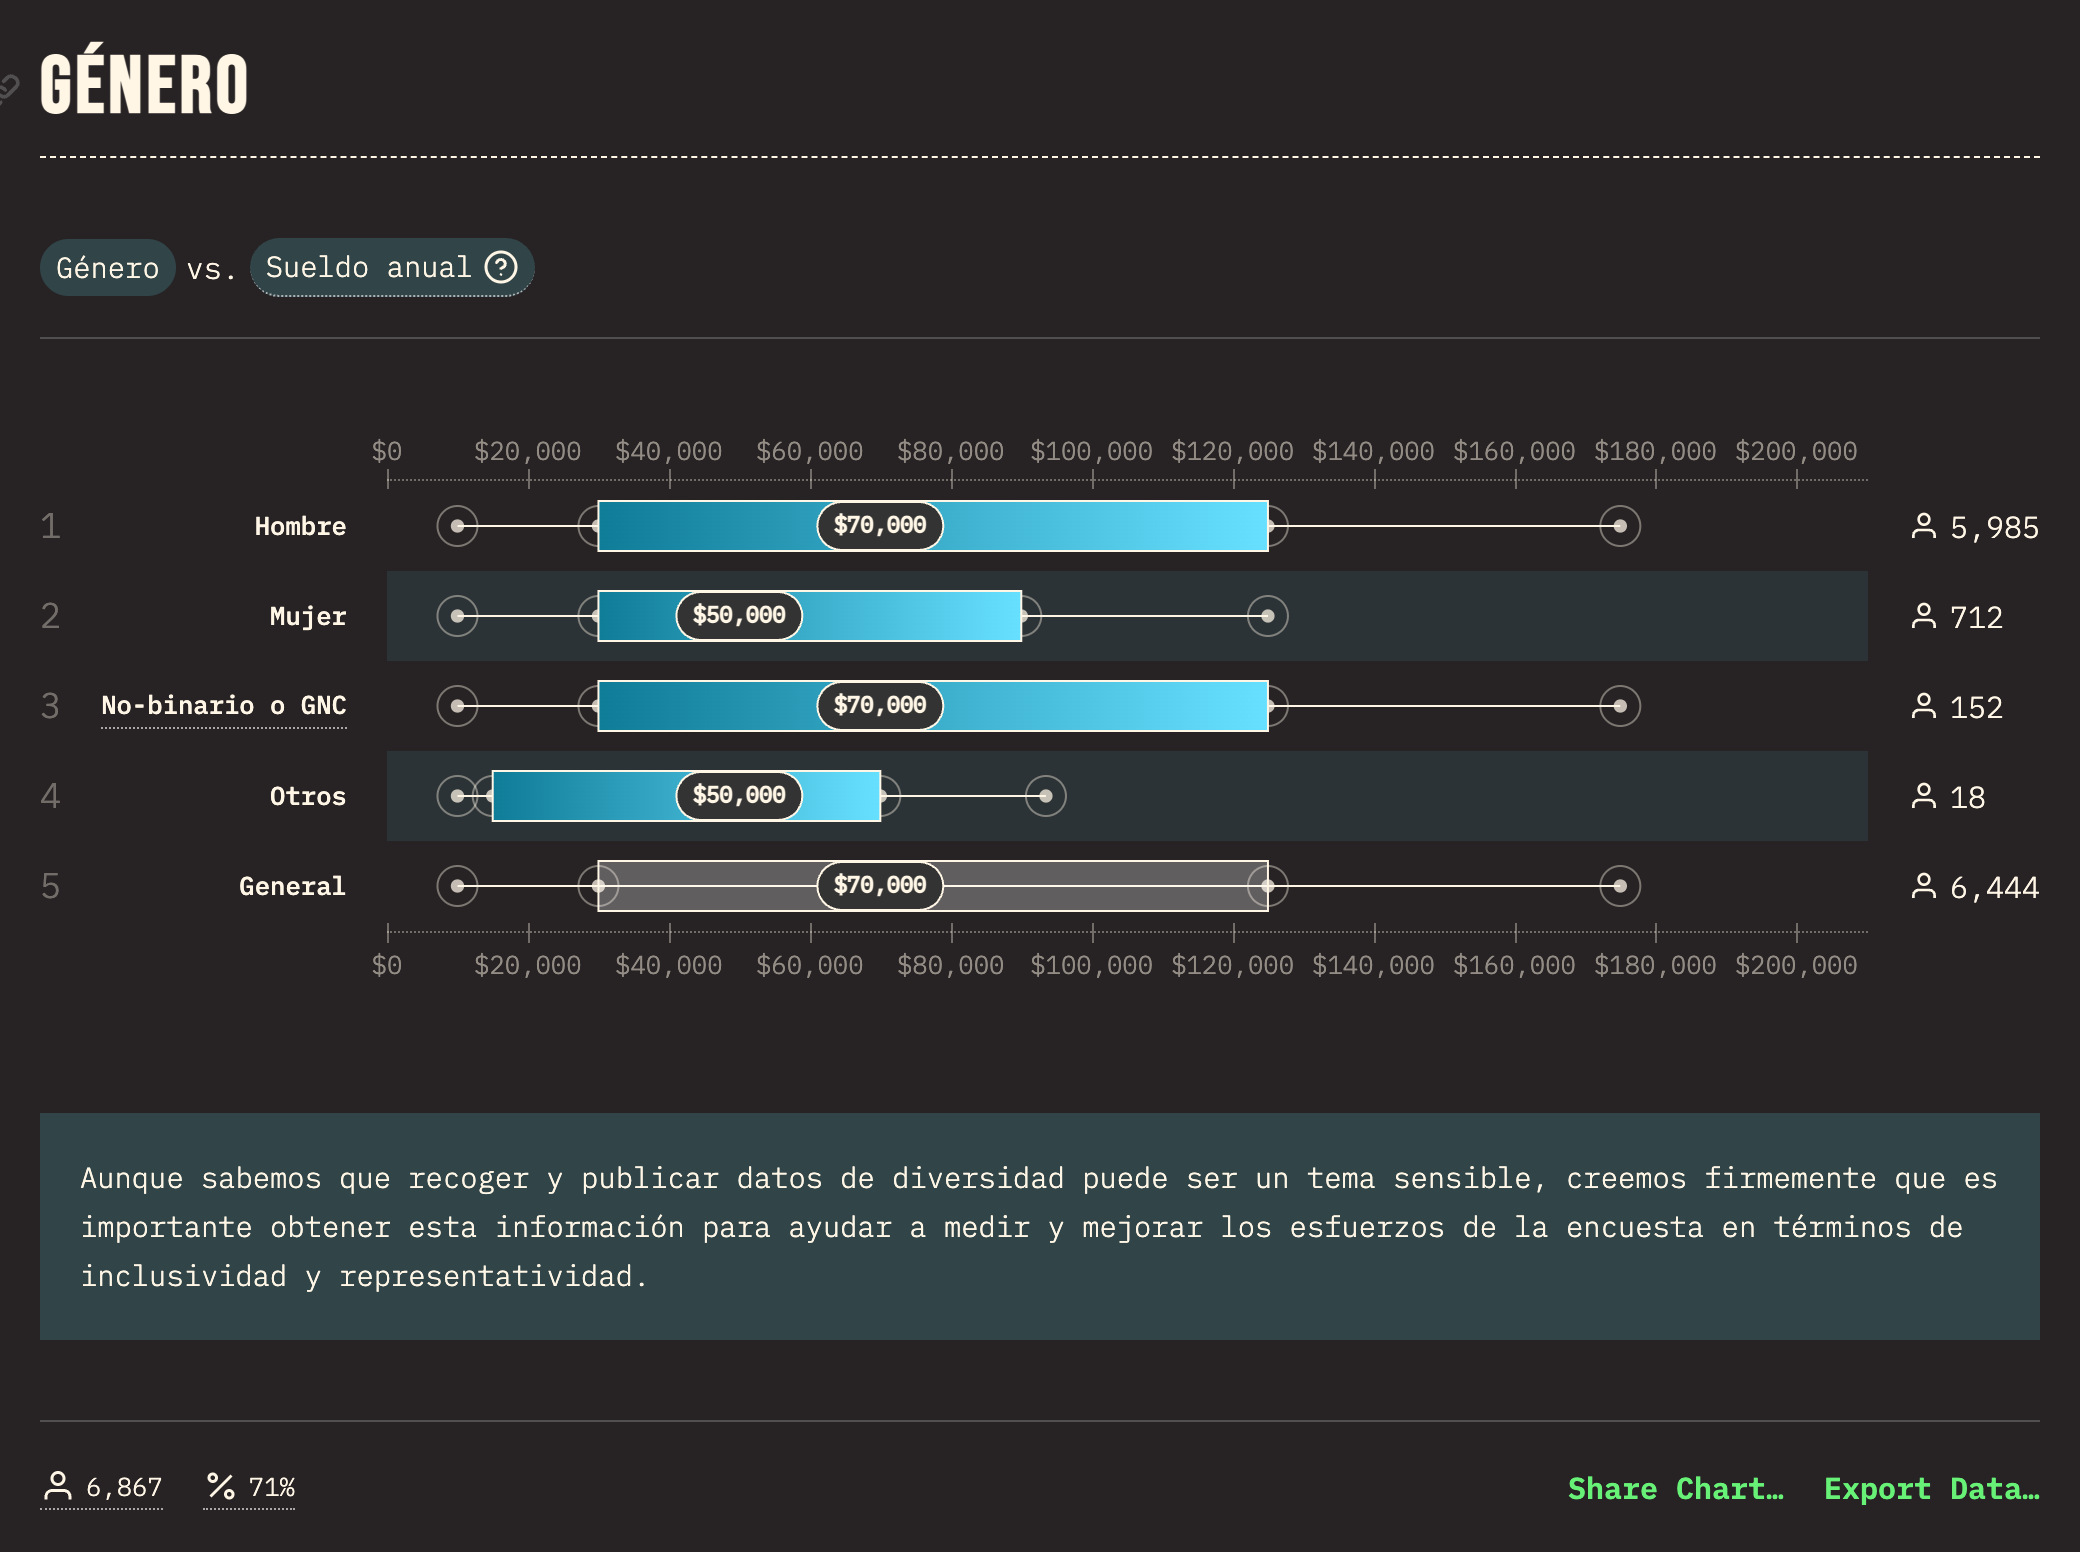 GÉNERO
Género vs. Sueldo anual
$0 $20,000 $40,000 $60,000 $80,000 $100,000 $120,000 $140,000 $160,000 $180,000 $200,000
1 Hombre $70,000 5,985
2 Mujer $50,000 712
3 No-binario o GNC $70,000 152
4 Otros $50,000 18
5 General $70,000 6,444
$0 $20,000 $40,000 $60,000 $80,000 $100,000 $120,000 $140,000 $160,000 $180,000 $200,000
Aunque sabemos que recoger y publicar datos de diversidad puede ser un tema sensible, creemos firmemente que es
importante obtener esta información para ayudar a medir y mejorar los esfuerzos de la encuesta en términos de
inclusividad y representatividad.
6,867 71% Share Chart… Export Data…